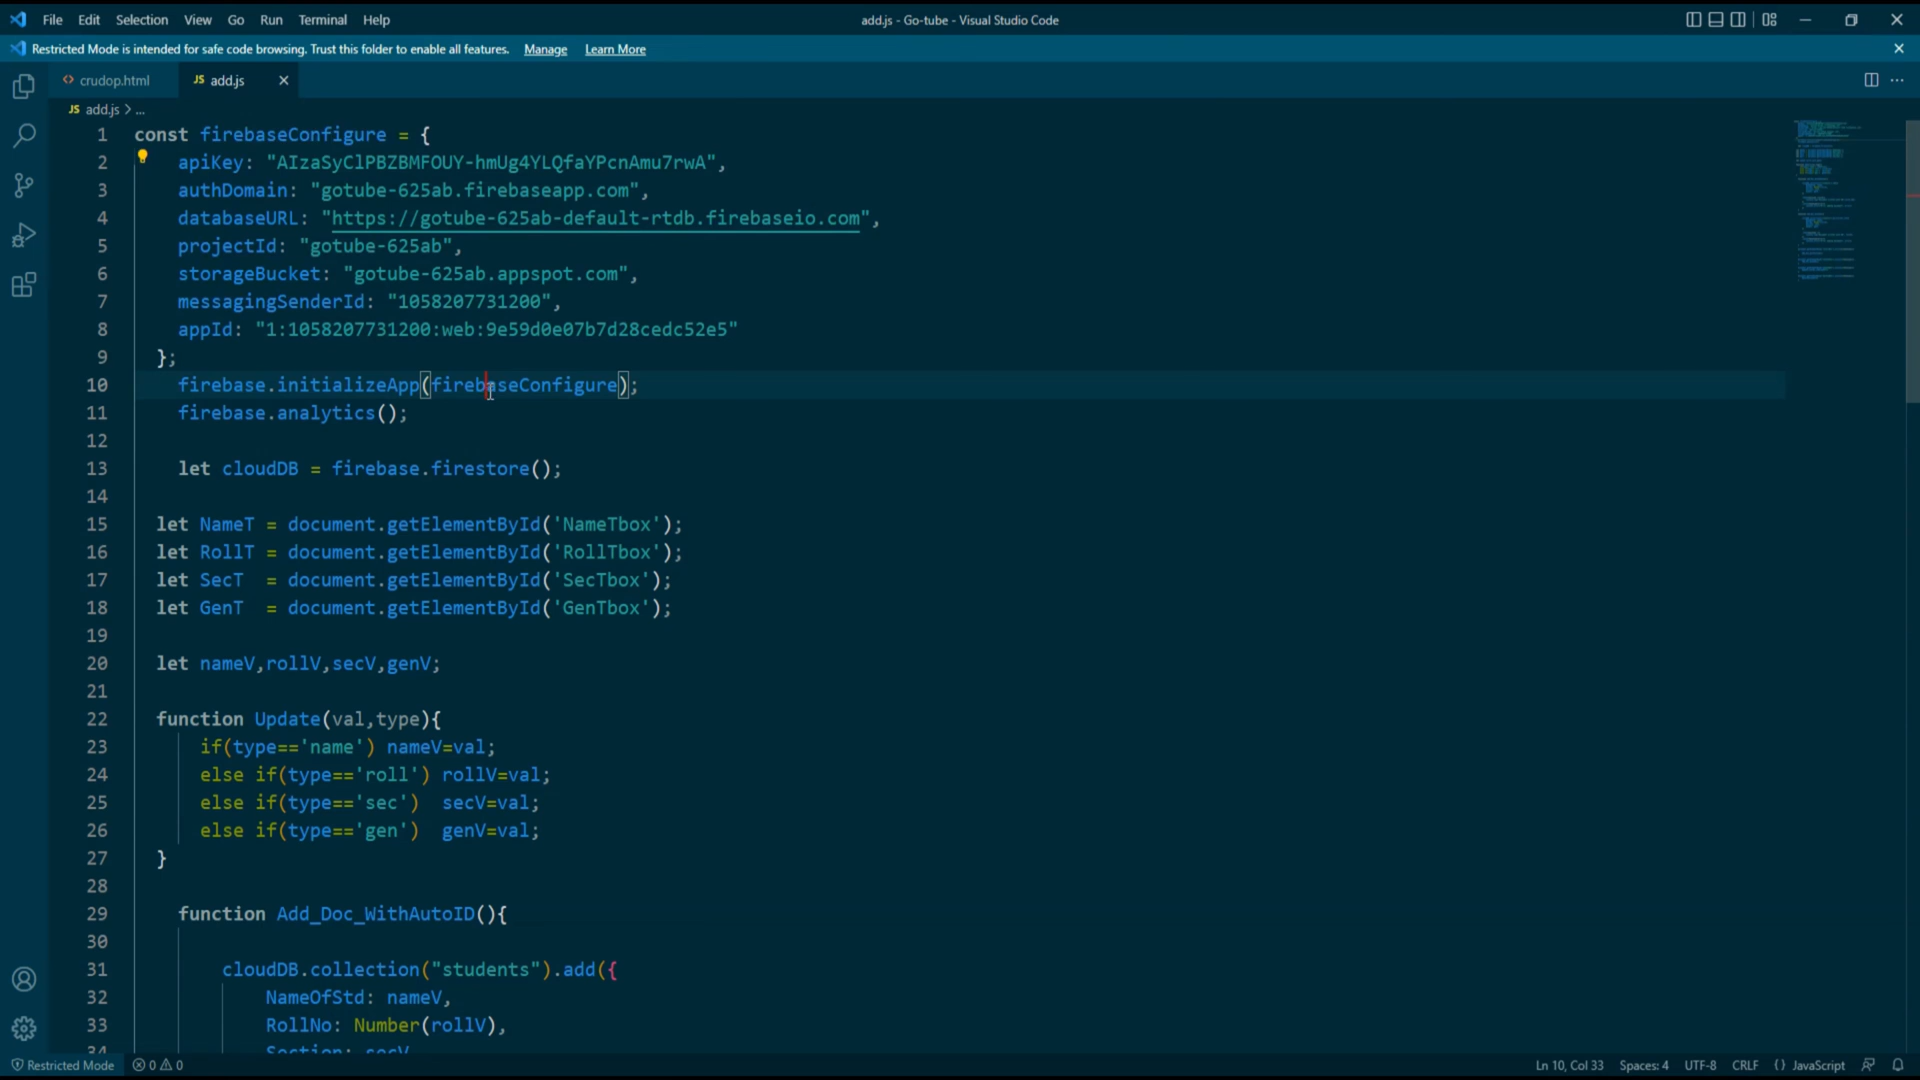 File Edit Selection View Go Run Terminal Help
add.js - Go-tube - Visual Studio Code
Restricted Mode is intended for safe code browsing. Trust this folder to enable all features. Manage Learn More
crudop.html
JS add.js
JS add.js > ...
1 const firebaseConfigure = {
2 apiKey: "AIzaSyClPBZBMFOUY-hmUg4YLQfaYPcnAmu7rwA",
3 authDomain: "gotube-625ab.firebaseapp.com",
4 databaseURL: "https://gotube-625ab-default-rtdb.firebaseio.com",
5 projectId: "gotube-625ab",
6 storageBucket: "gotube-625ab.appspot.com",
7 messagingSenderId: "1058207731200",
8 appId: "1:1058207731200:web:9e59d0e07b7d28cedc52e5"
9 };
10 firebase.initializeApp(firebaseConfigure);
11 firebase.analytics();
12
13 let cloudDB = firebase.firestore();
14
15 let NameT = document.getElementById('NameTbox');
16 let RollT = document.getElementById('RollTbox');
17 let SecT = document.getElementById('SecTbox');
18 let GenT = document.getElementById('GenTbox');
19
20 let nameV,rollV,secV,genV;
21
22 function Update(val,type){
23 if(type=='name') nameV=val;
24 else if(type=='roll') rollV=val;
25 else if(type=='sec') secV=val;
26 else if(type=='gen') genV=val;
27 }
28
29 function Add_Doc_WithAutoID(){
30
31 cloudDB.collection("students").add({
32 NameOfStd: nameV,
33 RollNo: Number(rollV),
34 Section: secV
Restricted Mode 0 0
Ln 10, Col 33 Spaces: 4 UTF-8 CRLF {} JavaScript